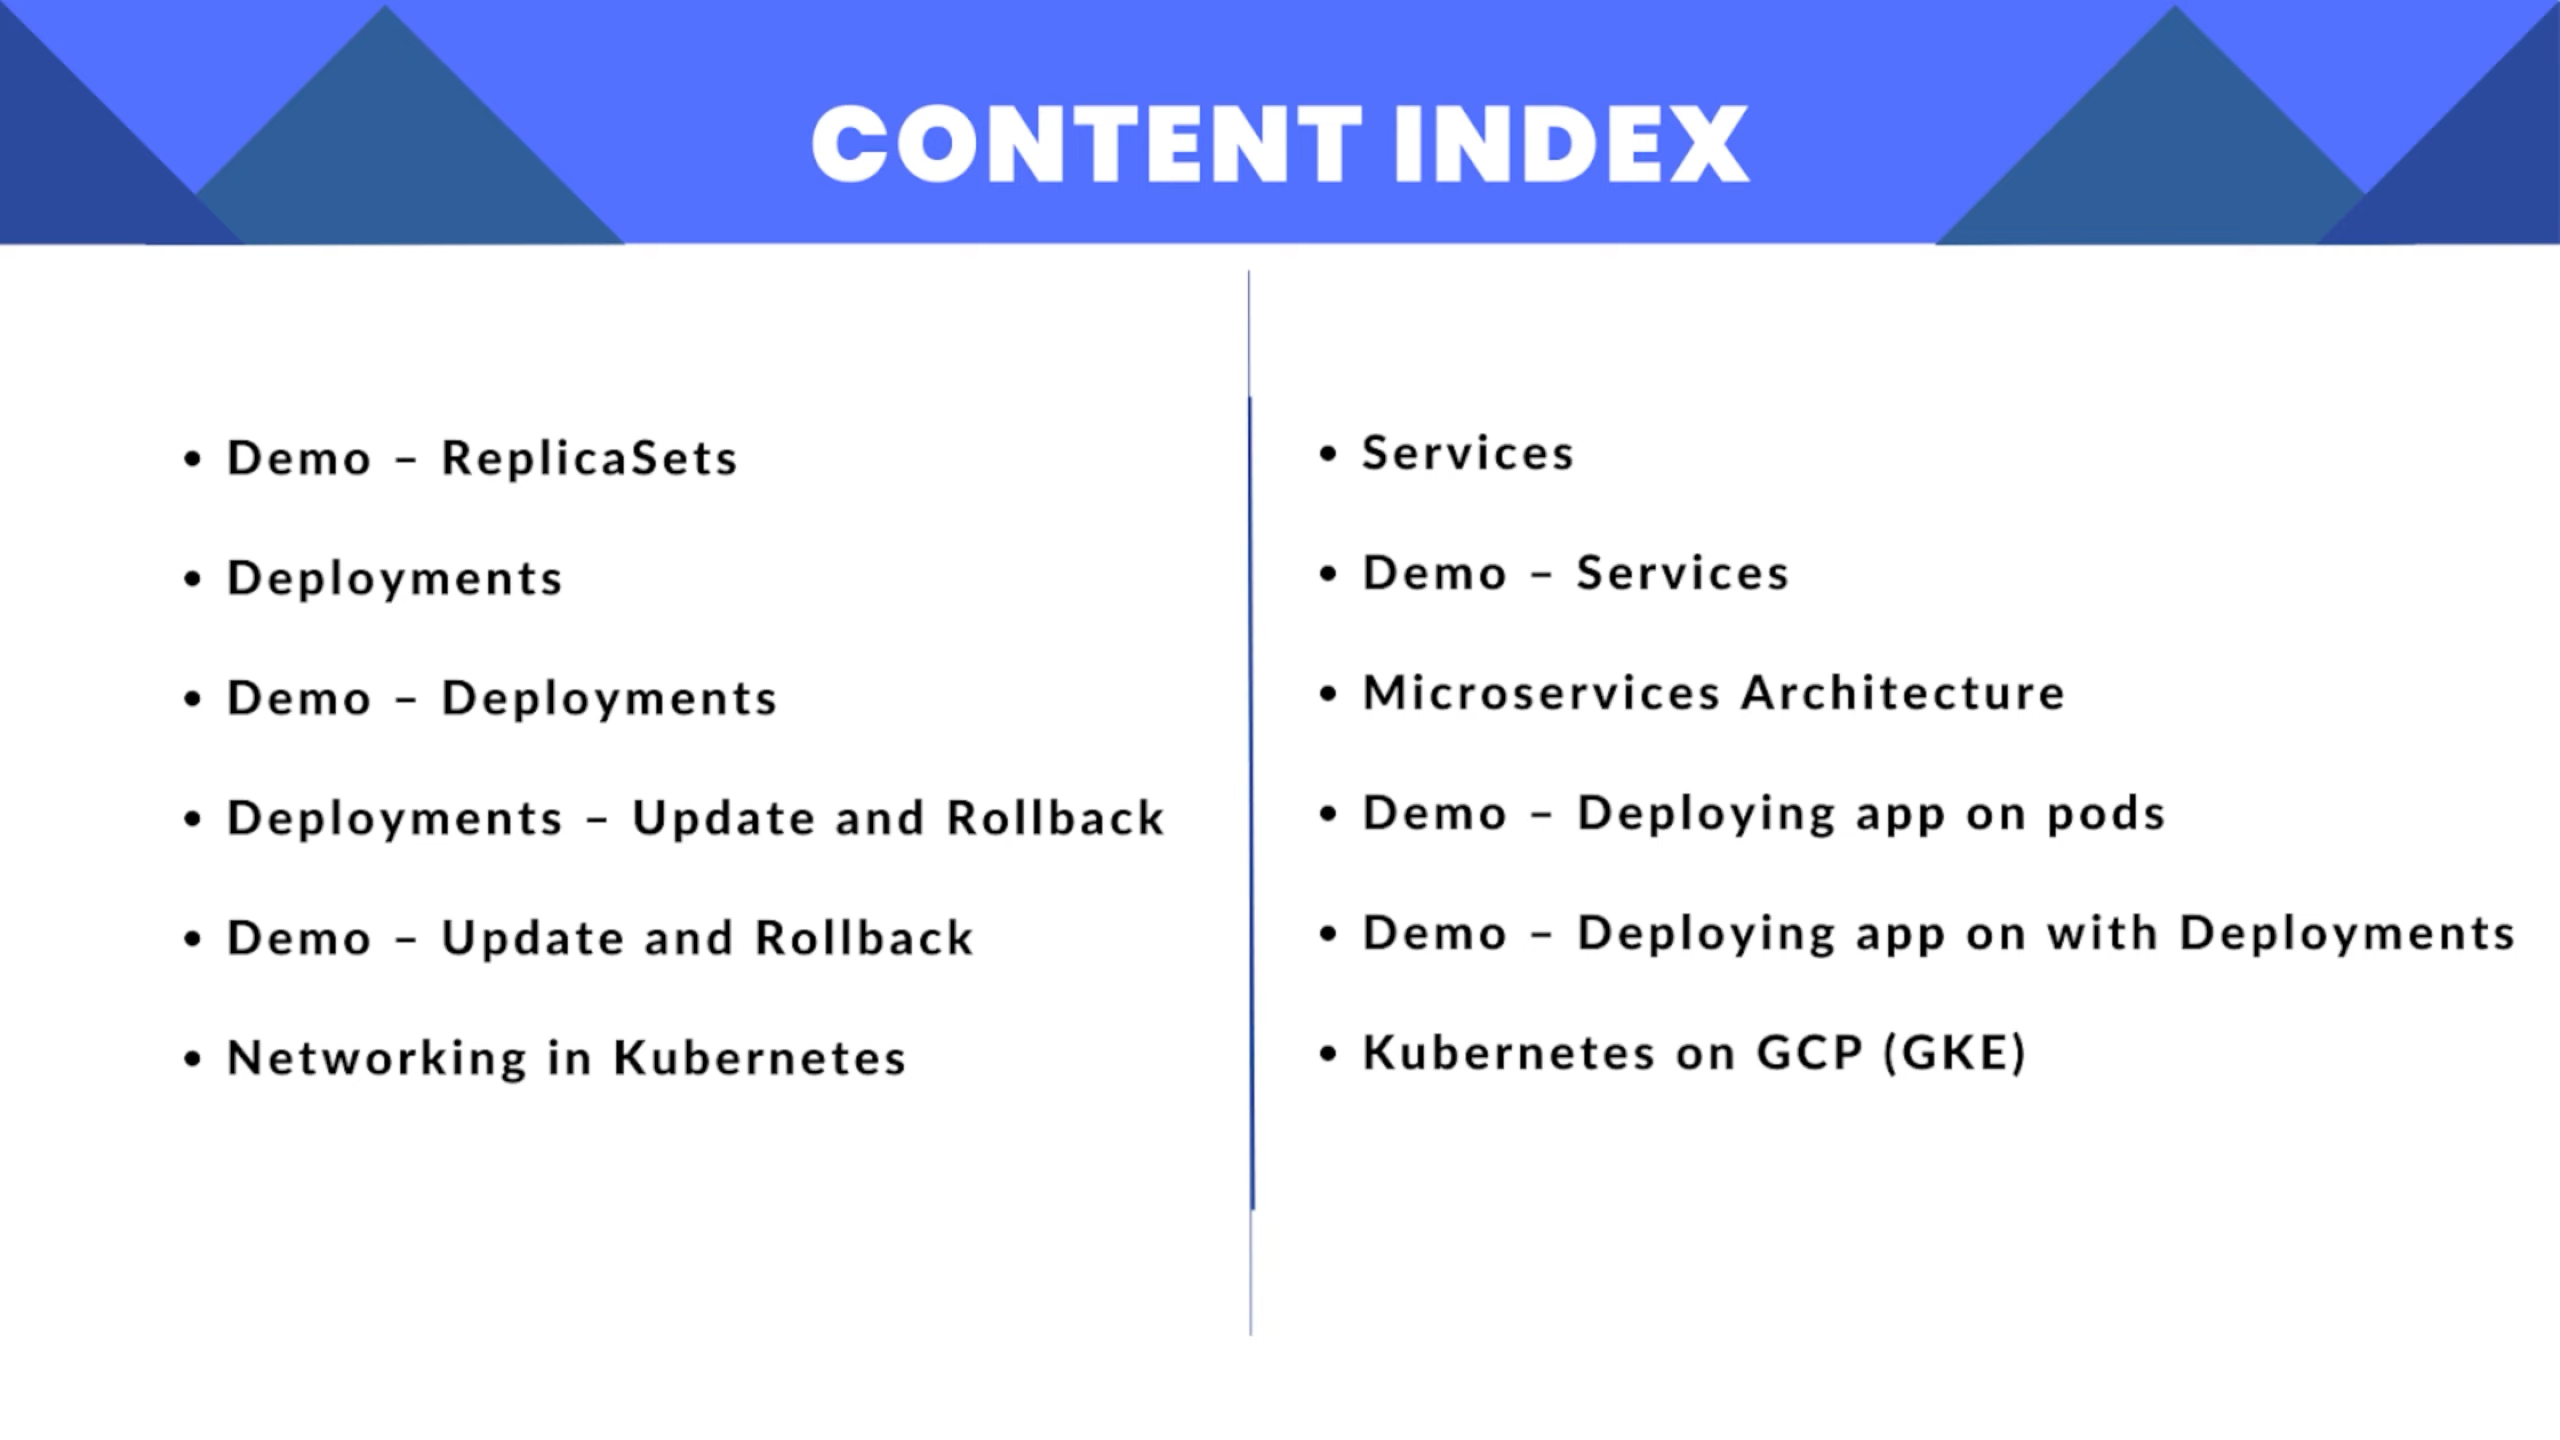 CONTENT INDEX
• Demo – ReplicaSets
• Deployments
• Demo – Deployments
• Deployments – Update and Rollback
• Demo – Update and Rollback
• Networking in Kubernetes
• Services
• Demo – Services
• Microservices Architecture
• Demo – Deploying app on pods
• Demo – Deploying app on with Deployments
• Kubernetes on GCP (GKE)